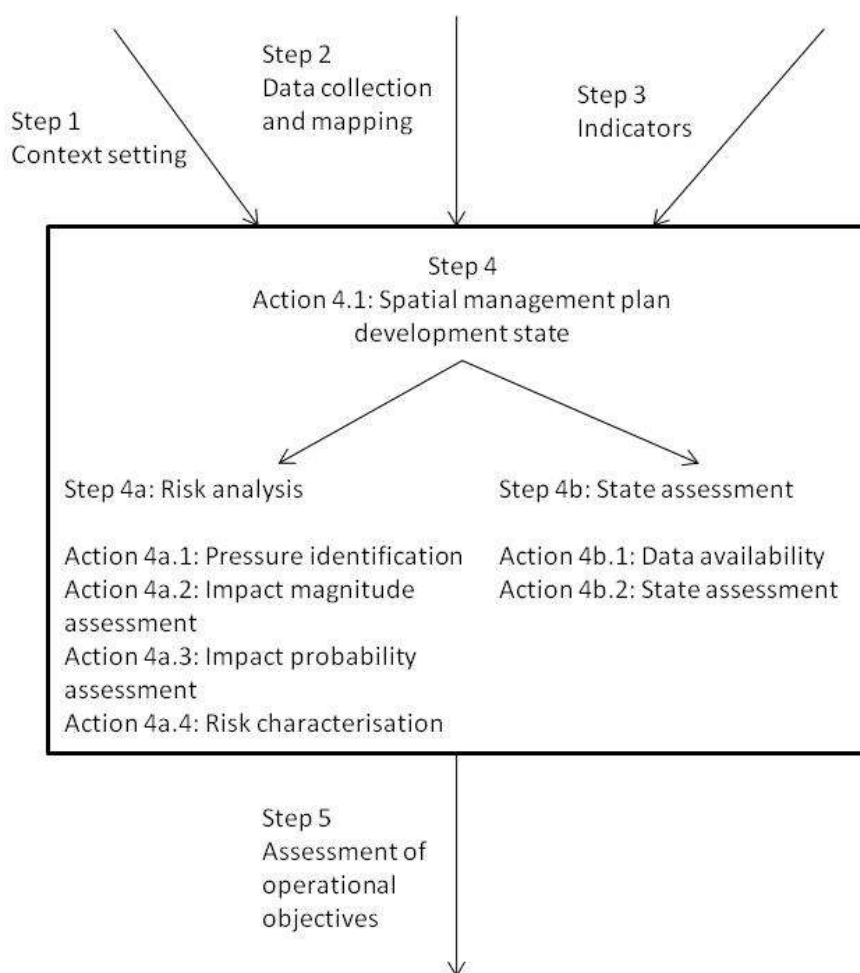 Step 1
Context setting
Step 2
Data collection
and mapping
Step 3
Indicators
Step 4
Action 4.1: Spatial management plan
development state
Step 4a: Risk analysis
Action 4a.1: Pressure identification
Action 4a.2: Impact magnitude
assessment
Action 4a.3: Impact probability
assessment
Action 4a.4: Risk characterisation
Step 4b: State assessment
Action 4b.1: Data availability
Action 4b.2: State assessment
Step 5
Assessment of
operational
objectives